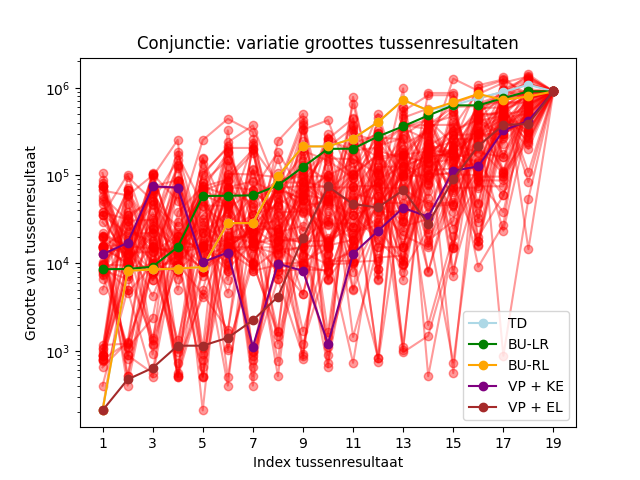 Conjunctie: variatie groottes tussenresultaten
Grootte van tussenresultaat
10^6
10^5
10^4
10^3
1 3 5 7 9 11 13 15 17 19
Index tussenresultaat
TD
BU-LR
BU-RL
VP + KE
VP + EL